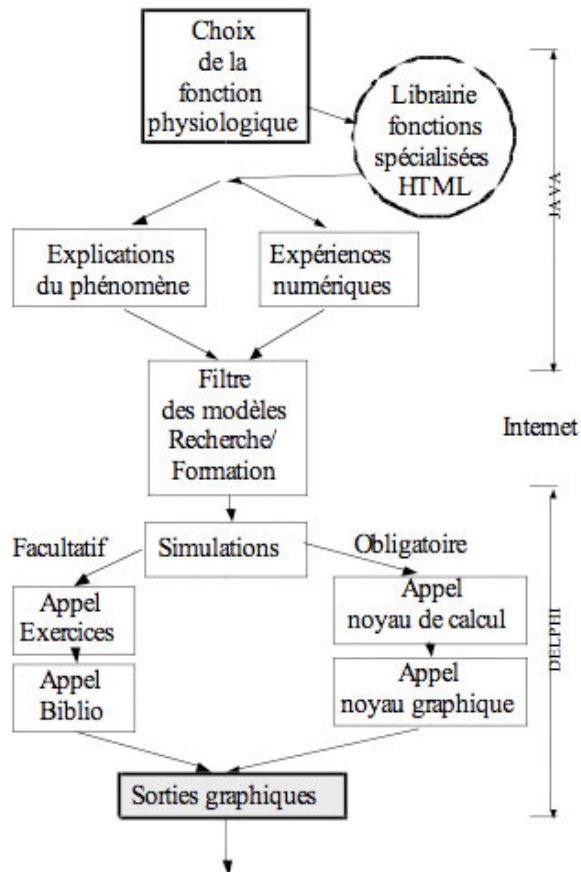 Choix
de la
fonction
physiologique
Librairie
fonctions
spécialisées
HTML
JAVA
Explications
du phénomène
Expériences
numériques
Filtre
des modèles
Recherche/
Formation
Internet
Facultatif
Simulations
Obligatoire
Appel
Exercices
Appel
noyau de calcul
DELPHI
Appel
Biblio
Appel
noyau graphique
Sorties graphiques